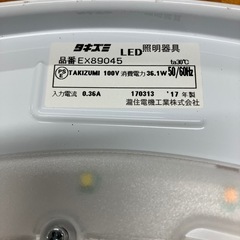 タキズミ LED照明器具
品番 EX89045 ta30℃
PSE TAKIZUMI 100V 消費電力 36.1W 50/60Hz
入力電流 0.36A
170313 '17年製
瀧住電機工業株式会社